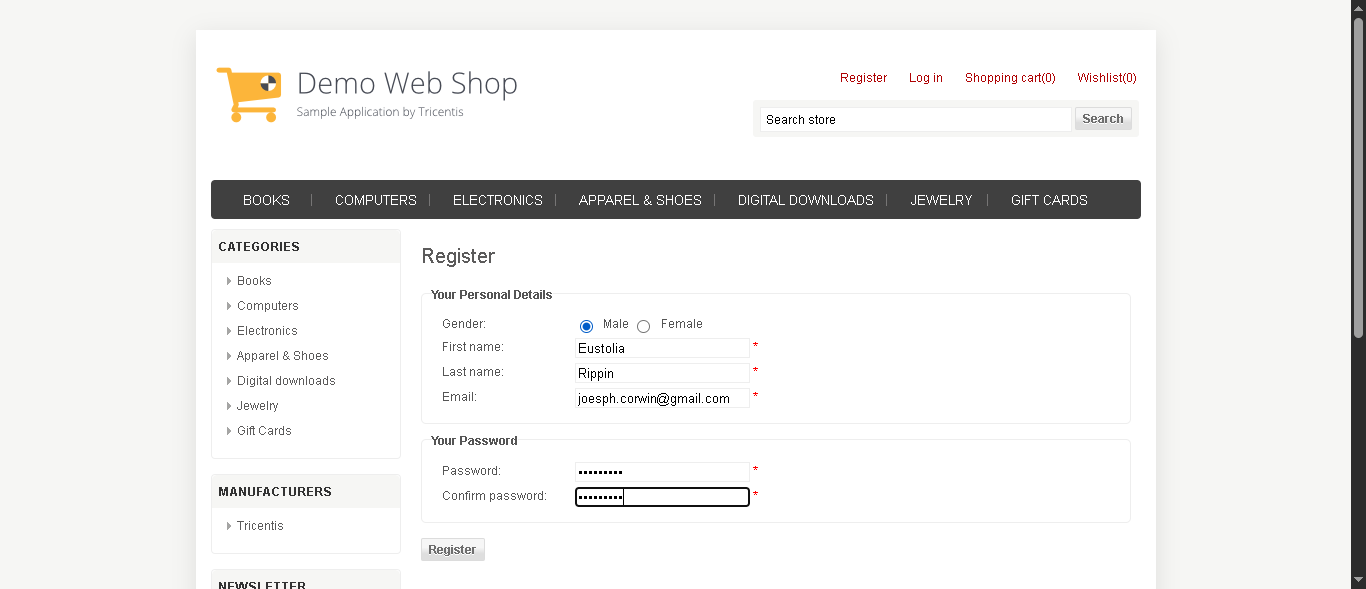 Demo Web Shop
Sample Application by Tricentis
Register Log in Shopping cart(0) Wishlist(0)
Search store Search
BOOKS COMPUTERS ELECTRONICS APPAREL & SHOES DIGITAL DOWNLOADS JEWELRY GIFT CARDS
CATEGORIES
Books
Computers
Electronics
Apparel & Shoes
Digital downloads
Jewelry
Gift Cards
MANUFACTURERS
Tricentis
NEWSLETTER
Register
Your Personal Details
Gender: Male Female
First name: Eustolia *
Last name: Rippin *
Email: joesph.corwin@gmail.com *
Your Password
Password: ••••••••• *
Confirm password: ••••••••• *
Register